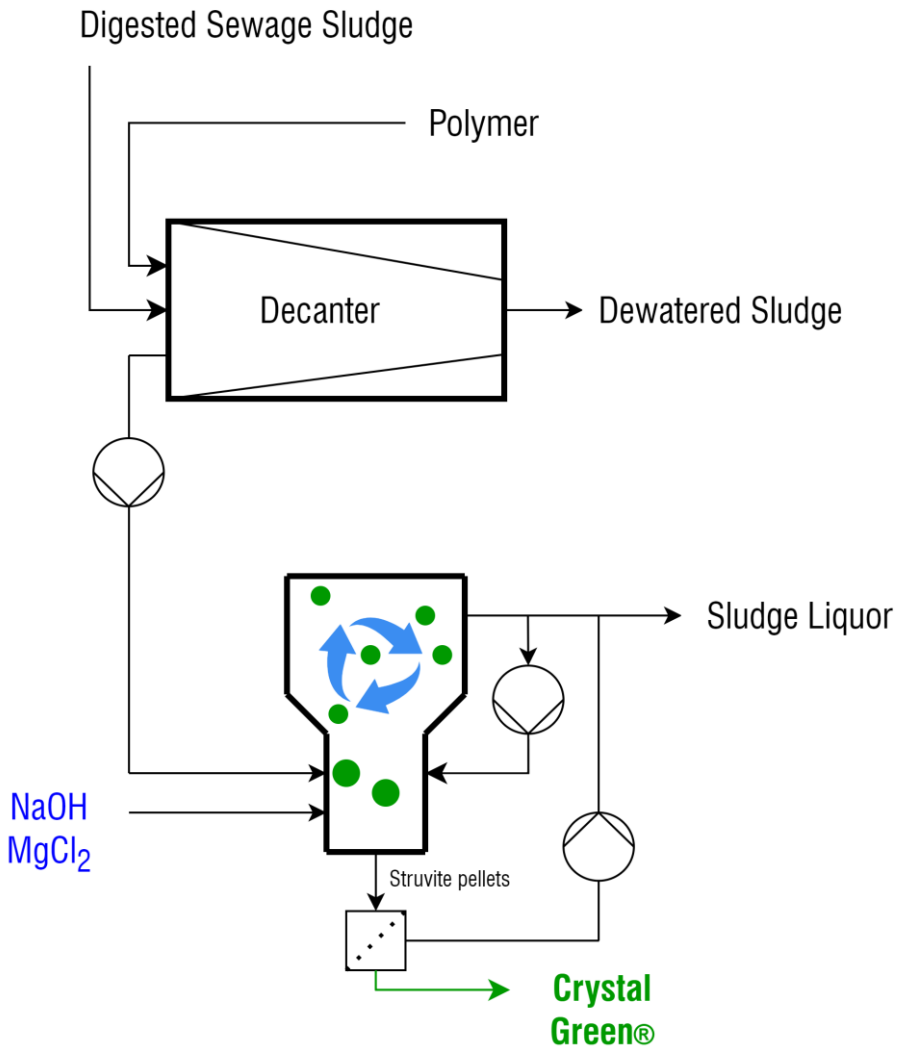 Digested Sewage Sludge
Polymer
Decanter
Dewatered Sludge
Sludge Liquor
NaOH
MgCl₂
Struvite pellets
Crystal
Green®